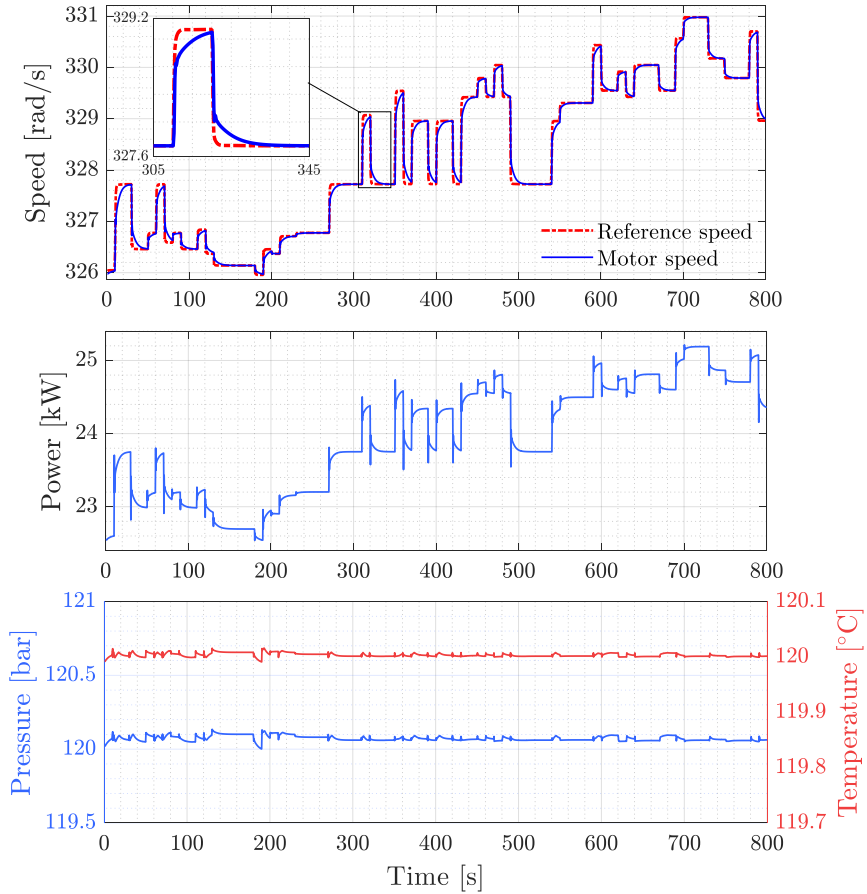 331
330
329
328
327
326
Speed [rad/s]
329.2
327.6
305 345
Reference speed
Motor speed
0 100 200 300 400 500 600 700 800
25
24
23
Power [kW]
0 100 200 300 400 500 600 700 800
121
120.5
120
119.5
Pressure [bar]
120.1
120
119.9
119.8
119.7
Temperature [°C]
0 100 200 300 400 500 600 700 800
Time [s]